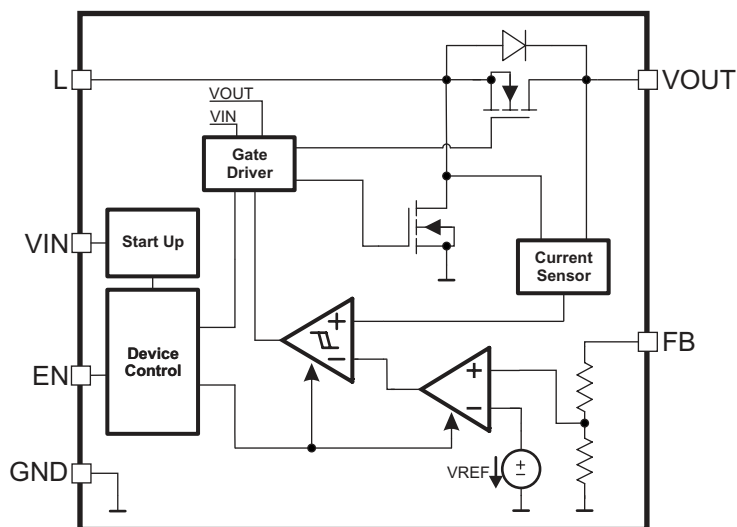 L
VOUT
VOUT
VIN
Gate
Driver
VIN
Start Up
Current
Sensor
EN
Device
Control
+
−
FB
+
−
GND
VREF
+
−